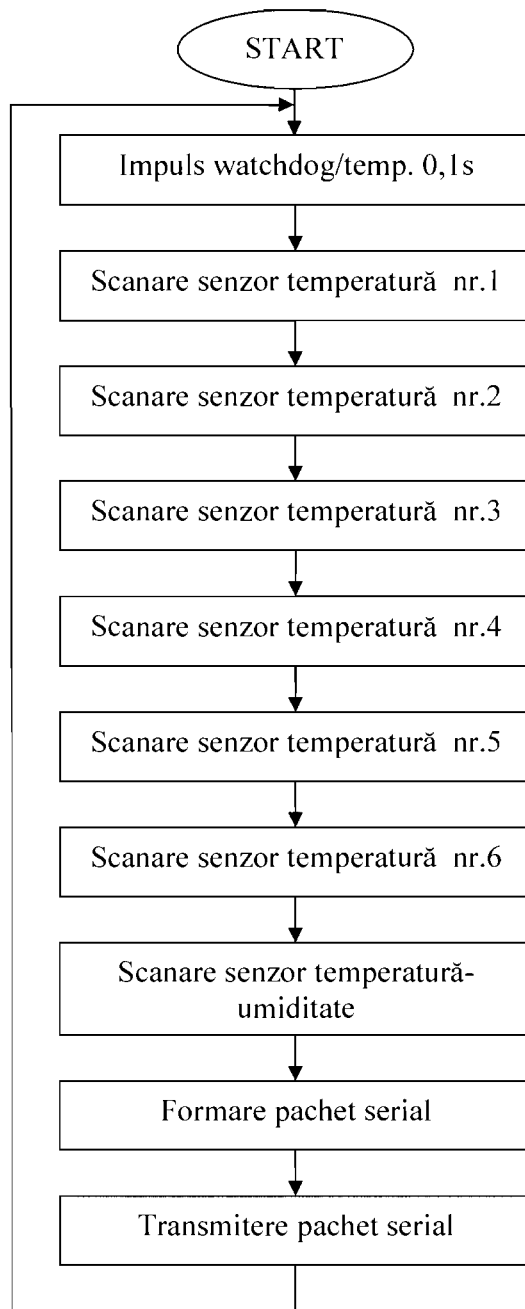 START
Impuls watchdog/temp. 0,1s
Scanare senzor temperatură nr.1
Scanare senzor temperatură nr.2
Scanare senzor temperatură nr.3
Scanare senzor temperatură nr.4
Scanare senzor temperatură nr.5
Scanare senzor temperatură nr.6
Scanare senzor temperatură-
umiditate
Formare pachet serial
Transmitere pachet serial